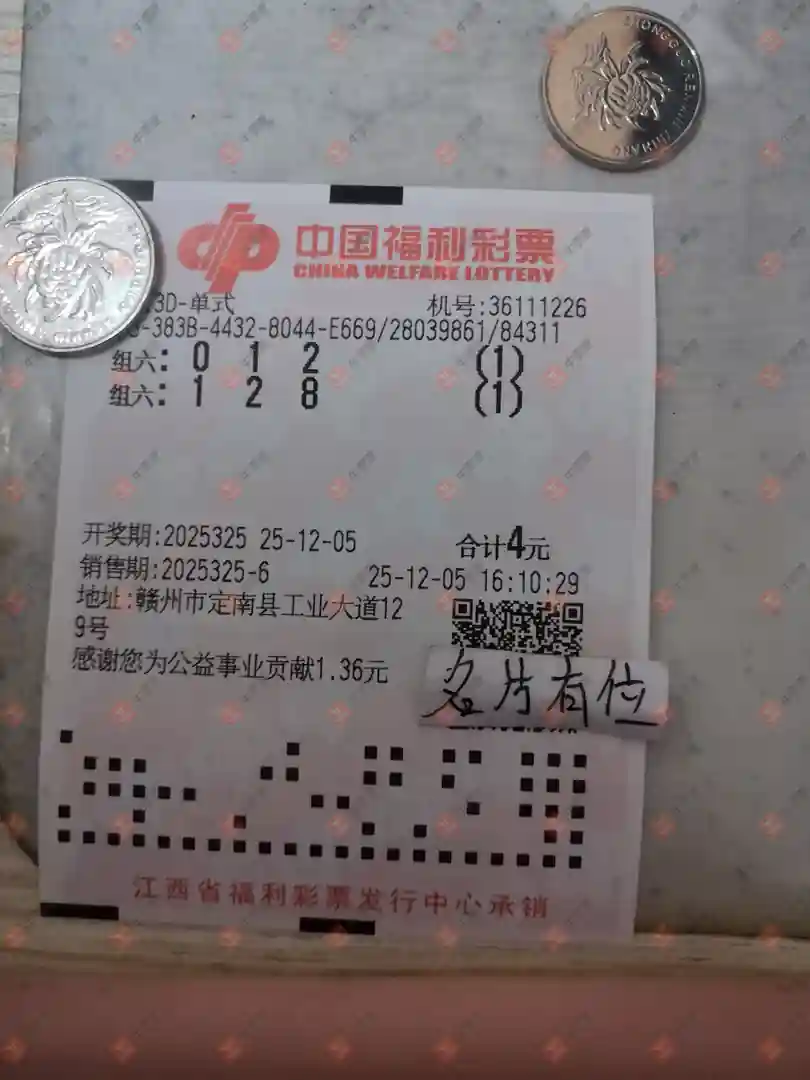 ZHONGGUO RENMIN YINHANG
中国福利彩票
CHINA WELFARE LOTTERY
3D-单式 机号:36111226
-383B-4432-8044-E669/28039861/84311
组六: 0 1 2 (1)
组六: 1 2 8 (1)
开奖期:2025325 25-12-05 合计4元
销售期:2025325-6 25-12-05 16:10:29
地址:赣州市定南县工业大道12
9号
感谢您为公益事业贡献1.36元
名片有位
江西省福利彩票发行中心承销